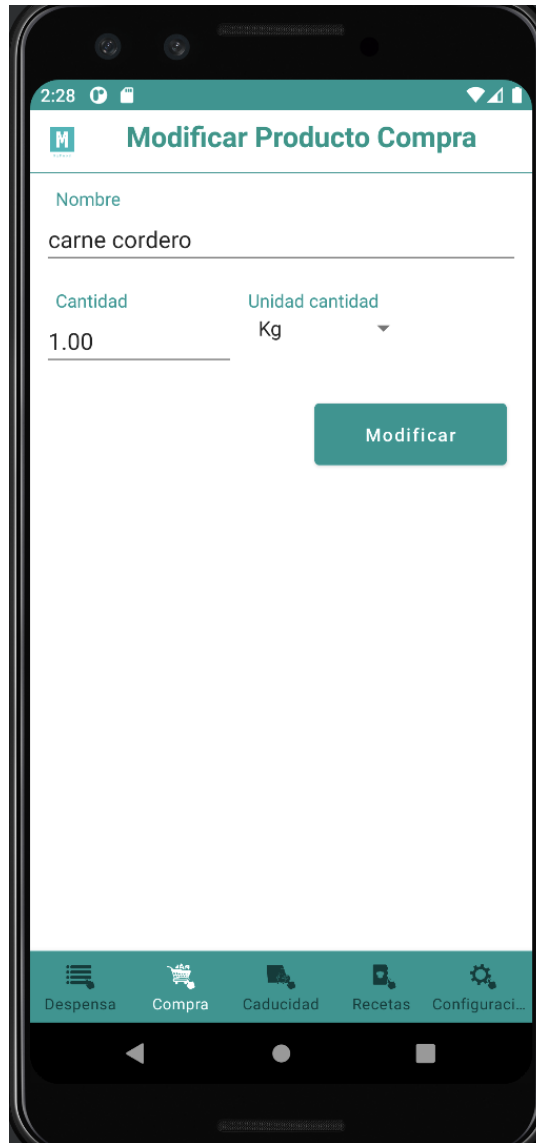 2:28
M
Modificar Producto Compra
Nombre
carne cordero
Cantidad
Unidad cantidad
1.00
Kg
Modificar
Despensa
Compra
Caducidad
Recetas
Configuraci...